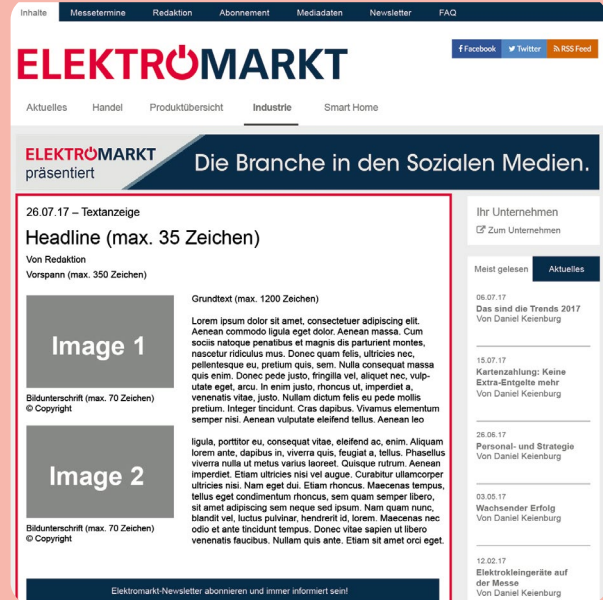 Inhalte Messetermine Redaktion Abonnement Mediadaten Newsletter FAQ
ELEKTROMARKT
Facebook Twitter RSS Feed
Aktuelles Handel Produktübersicht Industrie Smart Home
ELEKTROMARKT
präsentiert
Die Branche in den Sozialen Medien.
26.07.17 – Textanzeige
Headline (max. 35 Zeichen)
Von Redaktion
Vorspann (max. 350 Zeichen)
Image 1
Bildunterschrift (max. 70 Zeichen)
© Copyright
Image 2
Bildunterschrift (max. 70 Zeichen)
© Copyright
Grundtext (max. 1200 Zeichen)
Lorem ipsum dolor sit amet, consectetuer adipiscing elit.
Aenean commodo ligula eget dolor. Aenean massa. Cum
sociis natoque penatibus et magnis dis parturient montes,
nascetur ridiculus mus. Donec quam felis, ultricies nec,
pellentesque eu, pretium quis, sem. Nulla consequat massa
quis enim. Donec pede justo, fringilla vel, aliquet nec, vulp-
utate eget, arcu. In enim justo, rhoncus ut, imperdiet a,
venenatis vitae, justo. Nullam dictum felis eu pede mollis
pretium. Integer tincidunt. Cras dapibus. Vivamus elementum
semper nisi. Aenean vulputate eleifend tellus. Aenean leo
ligula, porttitor eu, consequat vitae, eleifend ac, enim. Aliquam
lorem ante, dapibus in, viverra quis, feugiat a, tellus. Phasellus
viverra nulla ut metus varius laoreet. Quisque rutrum. Aenean
imperdiet. Etiam ultricies nisi vel augue. Curabitur ullamcorper
ultricies nisi. Nam eget dui. Etiam rhoncus. Maecenas tempus,
tellus eget condimentum rhoncus, sem quam semper libero,
sit amet adipiscing sem neque sed ipsum. Nam quam nunc,
blandit vel, luctus pulvinar, hendrerit id, lorem. Maecenas nec
odio et ante tincidunt tempus. Donec vitae sapien ut libero
venenatis faucibus. Nullam quis ante. Etiam sit amet orci eget.
Elektromarkt-Newsletter abonnieren und immer informiert sein!
Ihr Unternehmen
Zum Unternehmen
Meist gelesen Aktuelles
06.07.17
Das sind die Trends 2017
Von Daniel Keienburg
15.07.17
Kartenzahlung: Keine
Extra-Entgelte mehr
Von Daniel Keienburg
26.06.17
Personal- und Strategie
Von Daniel Keienburg
03.05.17
Wachsender Erfolg
Von Daniel Keienburg
12.02.17
Elektrokleingeräte auf
der Messe
Von Daniel Keienburg